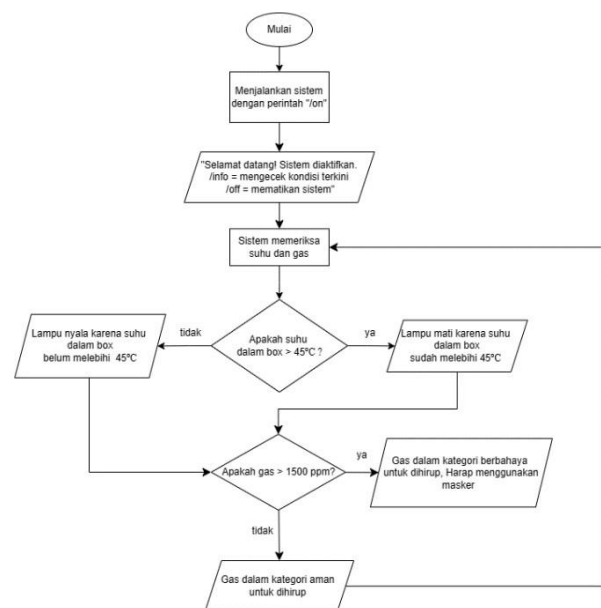 Mulai
Menjalankan sistem
dengan perintah "/on"
"Selamat datang! Sistem diaktifkan.
/info = mengecek kondisi terkini
/off = mematikan sistem"
Sistem memeriksa
suhu dan gas
Apakah suhu
dalam box > 45ºC ?
tidak
ya
Lampu nyala karena suhu
dalam box
belum melebihi 45ºC
Lampu mati karena suhu
dalam box
sudah melebihi 45ºC
Apakah gas > 1500 ppm?
ya
Gas dalam kategori berbahaya
untuk dihirup, Harap menggunakan
masker
tidak
Gas dalam kategori aman
untuk dihirup